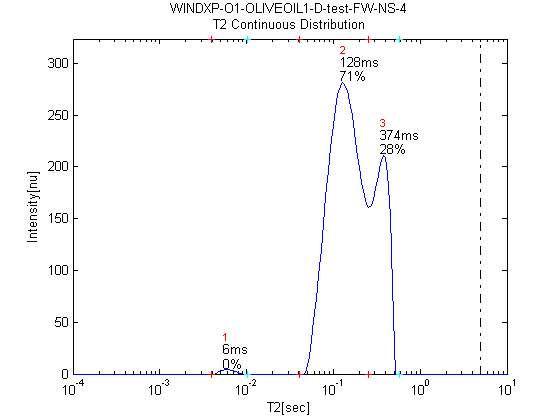 WINDXP-O1-OLIVEOIL1-D-test-FW-NS-4
T2 Continuous Distribution
300
250
200
150
100
50
0
Intensity[nu]
1
6ms
0%
2
128ms
71%
3
374ms
28%
10^-4
10^-3
10^-2
10^-1
10^0
10^1
T2[sec]